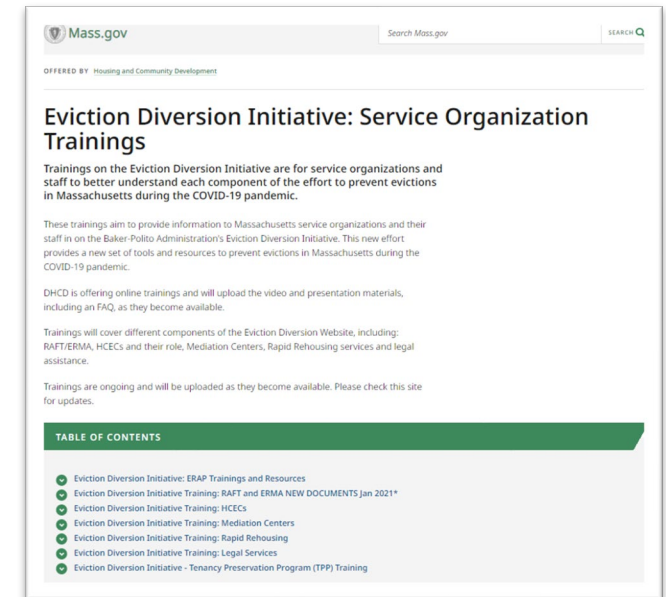 Mass.gov
Search Mass.gov
SEARCH
OFFERED BY Housing and Community Development
Eviction Diversion Initiative: Service Organization
Trainings
Trainings on the Eviction Diversion Initiative are for service organizations and
staff to better understand each component of the effort to prevent evictions
in Massachusetts during the COVID-19 pandemic.
These trainings aim to provide information to Massachusetts service organizations and their
staff in on the Baker-Polito Administration's Eviction Diversion Initiative. This new effort
provides a new set of tools and resources to prevent evictions in Massachusetts during the
COVID-19 pandemic.
DHCD is offering online trainings and will upload the video and presentation materials,
including an FAQ, as they become available.
Trainings will cover different components of the Eviction Diversion Website, including:
RAFT/ERMA, HCECs and their role, Mediation Centers, Rapid Rehousing services and legal
assistance.
Trainings are ongoing and will be uploaded as they become available. Please check this site
for updates.
TABLE OF CONTENTS
Eviction Diversion Initiative: ERAP Trainings and Resources
Eviction Diversion Initiative Training: RAFT and ERMA NEW DOCUMENTS Jan 2021*
Eviction Diversion Initiative Training: HCECs
Eviction Diversion Initiative Training: Mediation Centers
Eviction Diversion Initiative Training: Rapid Rehousing
Eviction Diversion Initiative Training: Legal Services
Eviction Diversion Initiative - Tenancy Preservation Program (TPP) Training